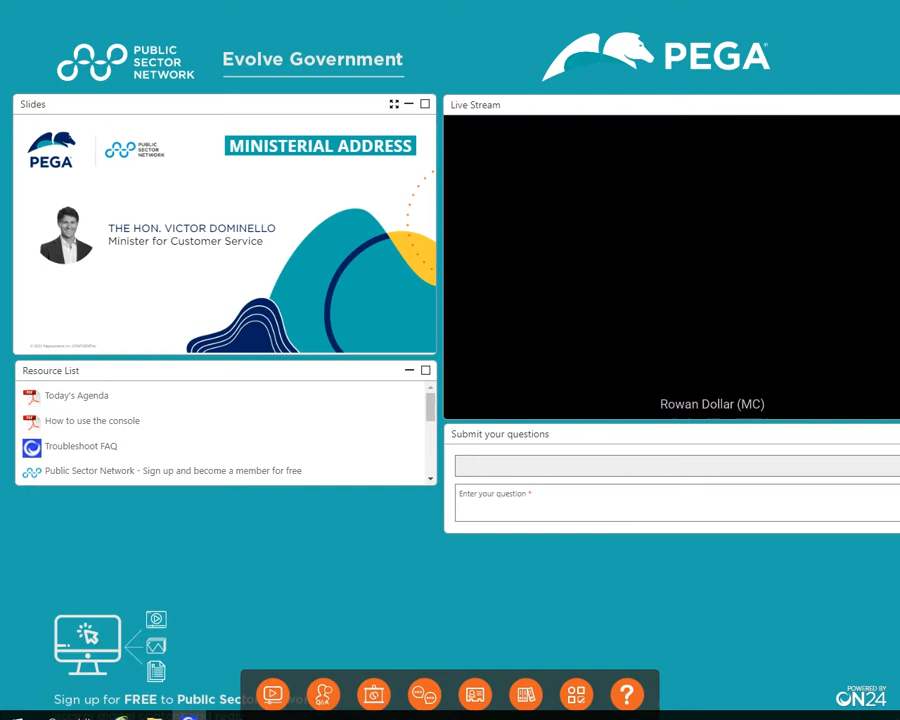 PUBLIC
SECTOR
NETWORK
Evolve Government
PEGA
Slides
PEGA
PUBLIC
SECTOR
NETWORK
MINISTERIAL ADDRESS
THE HON. VICTOR DOMINELLO
Minister for Customer Service
Live Stream
Rowan Dollar (MC)
Resource List
Today's Agenda
How to use the console
Troubleshoot FAQ
Public Sector Network - Sign up and become a member for free
Submit your questions
Enter your question *
Q&A
?
Sign up for FREE to Public Sec
POWERED BY
ON24